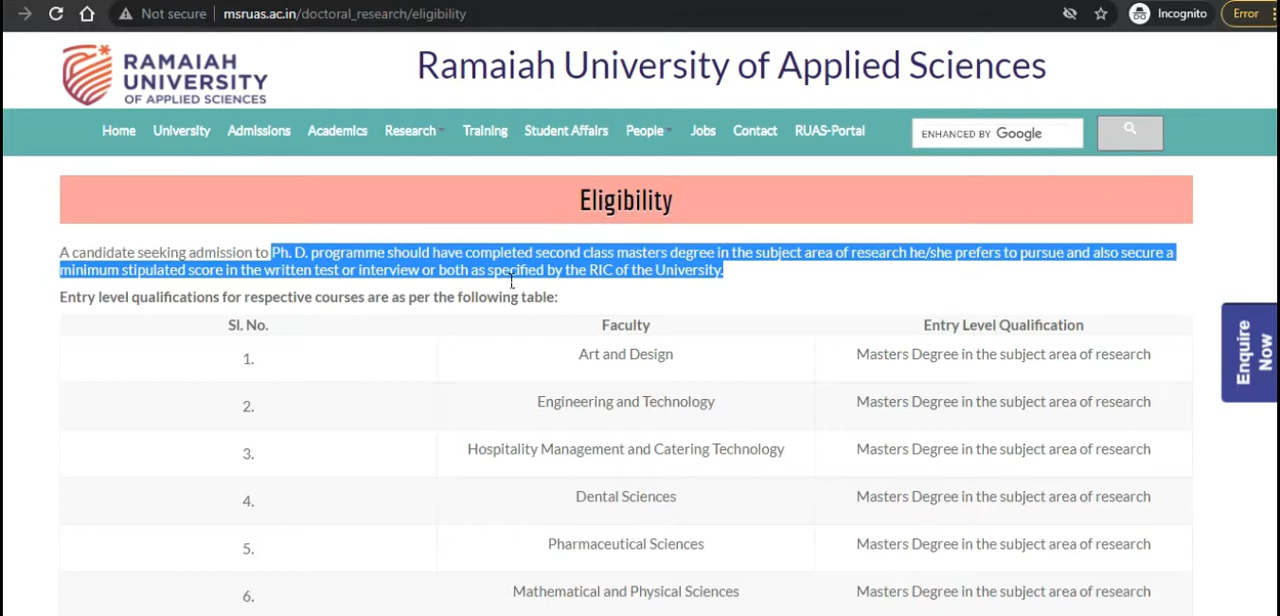 Not secure | msruas.ac.in/doctoral_research/eligibility Incognito Error
RAMAIAH
UNIVERSITY
OF APPLIED SCIENCES
Ramaiah University of Applied Sciences
Home University Admissions Academics Research Training Student Affairs People Jobs Contact RUAS-Portal ENHANCED BY Google
Eligibility
A candidate seeking admission to Ph. D. programme should have completed second class masters degree in the subject area of research he/she prefers to pursue and also secure a
minimum stipulated score in the written test or interview or both as specified by the RIC of the University.
Entry level qualifications for respective courses are as per the following table:
Sl. No. Faculty Entry Level Qualification
1. Art and Design Masters Degree in the subject area of research
2. Engineering and Technology Masters Degree in the subject area of research
3. Hospitality Management and Catering Technology Masters Degree in the subject area of research
4. Dental Sciences Masters Degree in the subject area of research
5. Pharmaceutical Sciences Masters Degree in the subject area of research
6. Mathematical and Physical Sciences Masters Degree in the subject area of research
Enquire
Now